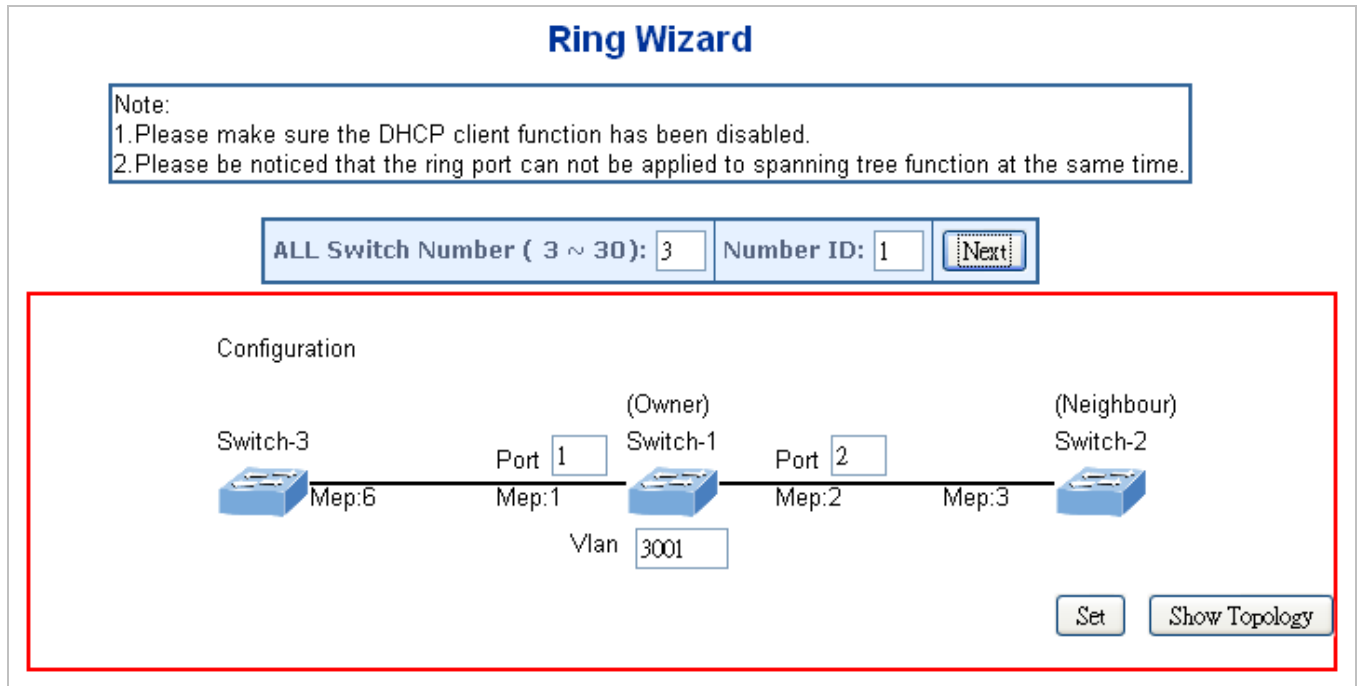 Ring Wizard
Note:
1.Please make sure the DHCP client function has been disabled.
2.Please be noticed that the ring port can not be applied to spanning tree function at the same time.
ALL Switch Number ( 3 ~ 30): 3 Number ID: 1 Next
Configuration
(Owner) (Neighbour)
Switch-3 Port 1 Switch-1 Port 2 Switch-2
Mep:6 Mep:1 Mep:2 Mep:3
Vlan 3001
Set Show Topology